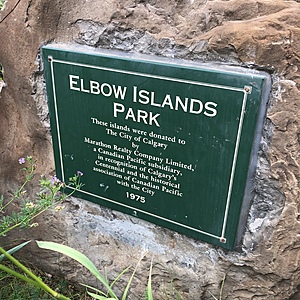 ELBOW ISLANDS
PARK
These islands were donated to
The City of Calgary
by
Marathon Realty Company Limited,
a Canadian Pacific subsidiary,
in recognition of Calgary's
Centennial and the historical
association of Canadian Pacific
with the City
1975